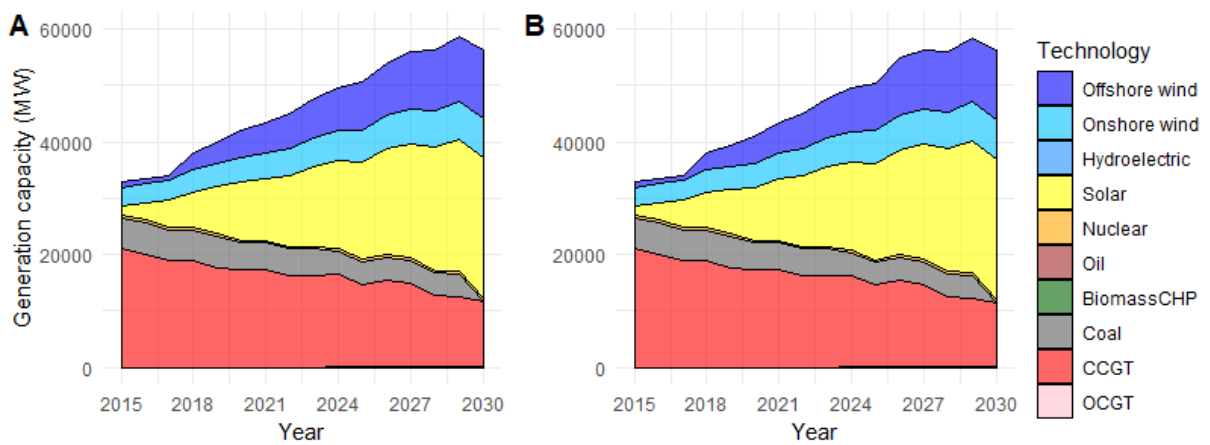 A
B
Generation capacity (MW)
60000
40000
20000
0
2015 2018 2021 2024 2027 2030
Year
60000
40000
20000
0
2015 2018 2021 2024 2027 2030
Year
Technology
Offshore wind
Onshore wind
Hydroelectric
Solar
Nuclear
Oil
BiomassCHP
Coal
CCGT
OCGT